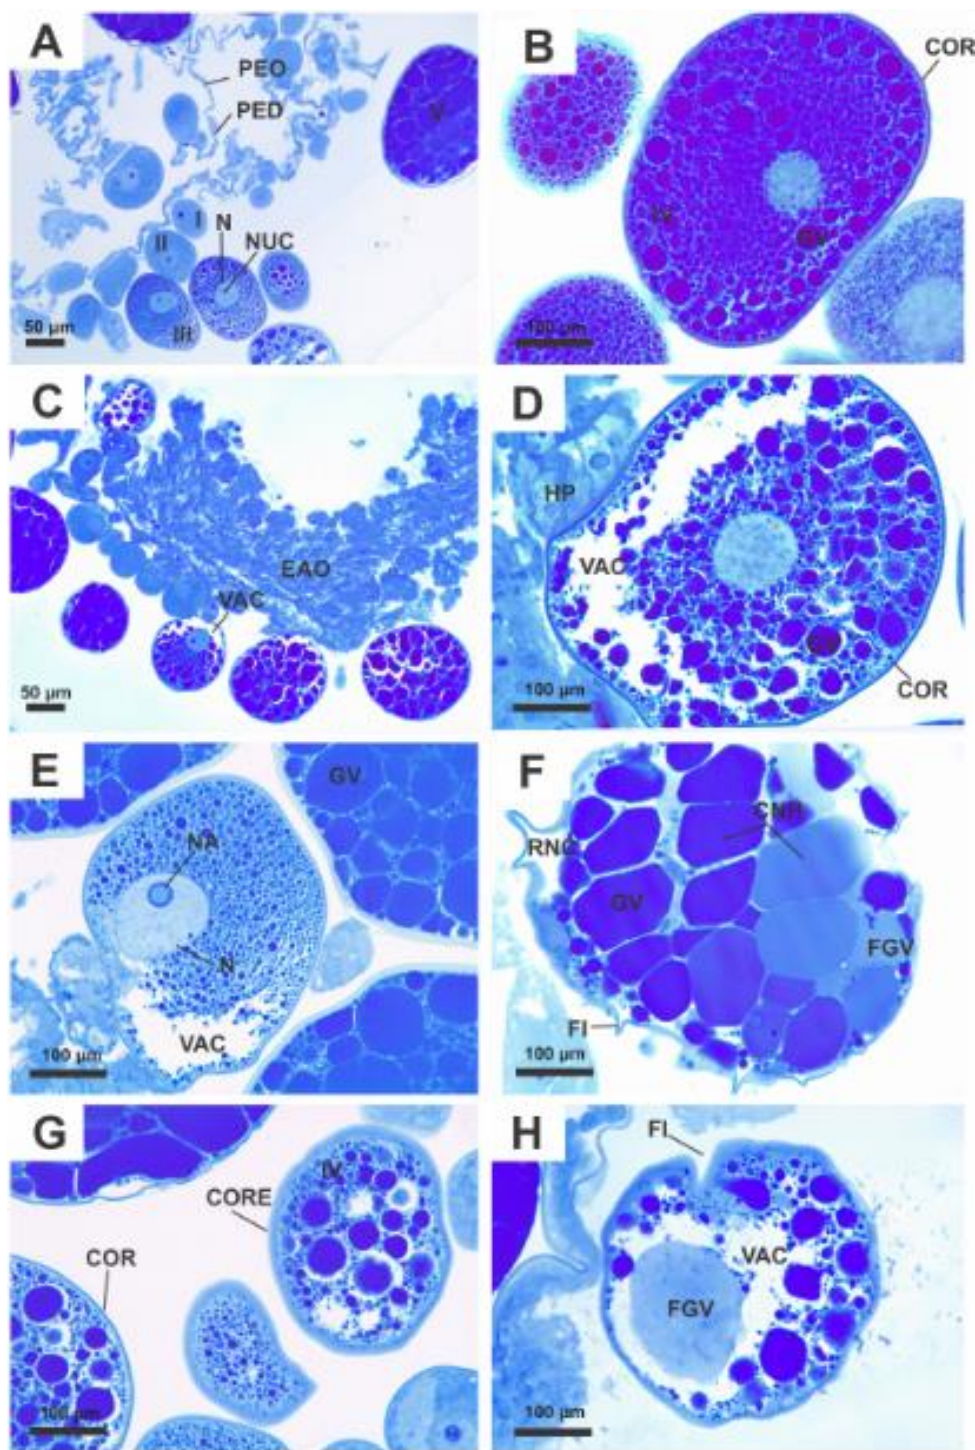 A
PEO
PED
V
I
N
II
NUC
III
50 µm
B
COR
IV
GV
100 µm
C
EAO
VAC
50 µm
D
HP
VAC
COR
100 µm
E
GV
NA
N
VAC
100 µm
F
CNH
RNC
GV
FGV
FI
100 µm
G
IV
CORE
COR
100 µm
H
FI
VAC
FGV
100 µm